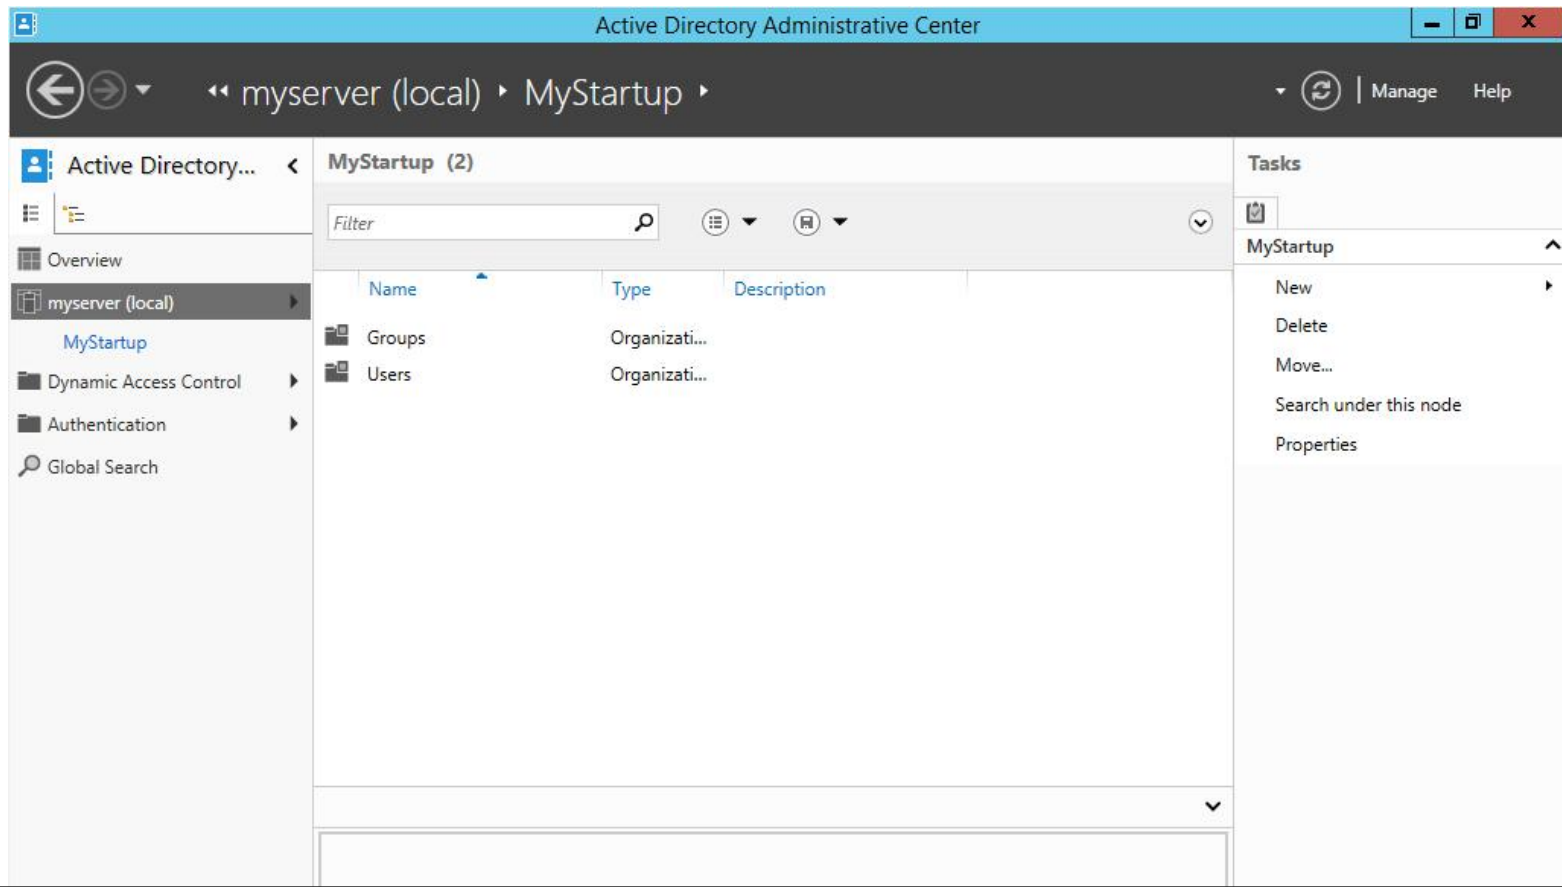 Active Directory Administrative Center
myserver (local) MyStartup
Manage Help
Active Directory...
Overview
myserver (local)
MyStartup
Dynamic Access Control
Authentication
Global Search
MyStartup (2)
Filter
Name Type Description
Groups Organizati...
Users Organizati...
Tasks
MyStartup
New
Delete
Move...
Search under this node
Properties